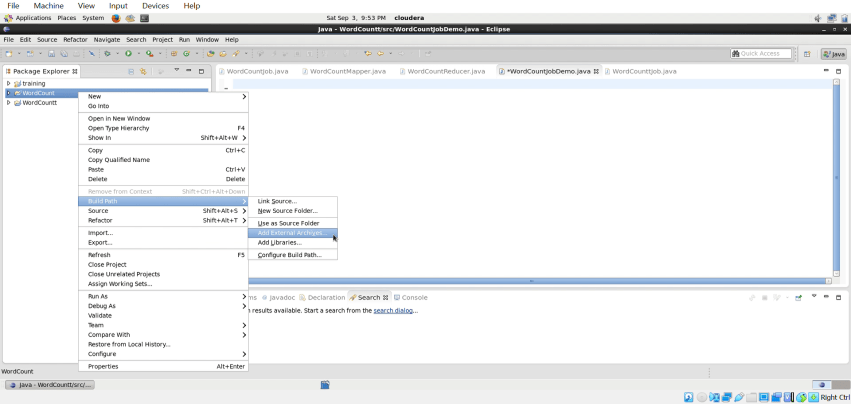 File Machine View Input Devices Help
Applications Places System Sat Sep 3, 9:53 PM cloudera
Java - WordCountt/src/WordCountJobDemo.java - Eclipse
File Edit Source Refactor Navigate Search Project Run Window Help
Quick Access Java
Package Explorer WordCountJob.java WordCountMapper.java WordCountReducer.java *WordCountJobDemo.java WordCounttJob.java
training
WordCount
WordCountt
New
Go Into
Open in New Window
Open Type Hierarchy F4
Show In Shift+Alt+W
Copy Ctrl+C
Copy Qualified Name
Paste Ctrl+V
Delete Delete
Remove from Context Shift+Ctrl+Alt+Down
Build Path
Source Shift+Alt+S
Refactor Shift+Alt+T
Import...
Export...
Refresh F5
Close Project
Close Unrelated Projects
Assign Working Sets...
Run As
Debug As
Validate
Team
Compare With
Restore from Local History...
Configure
Properties Alt+Enter
Link Source...
New Source Folder...
Use as Source Folder
Add External Archives...
Add Libraries...
Configure Build Path...
ms Javadoc Declaration Search Console
results available. Start a search from the search dialog...
WordCount
Java - WordCountt/src/...
Right Ctrl